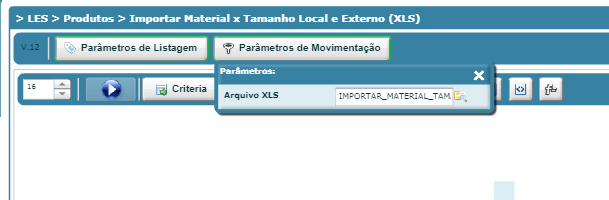 > LES > Produtos > Importar Material x Tamanho Local e Externo (XLS)
V.12 Parâmetros de Listagem Parâmetros de Movimentação
Parâmetros:
16 Criteria
Arquivo XLS IMPORTAR_MATERIAL_TAM